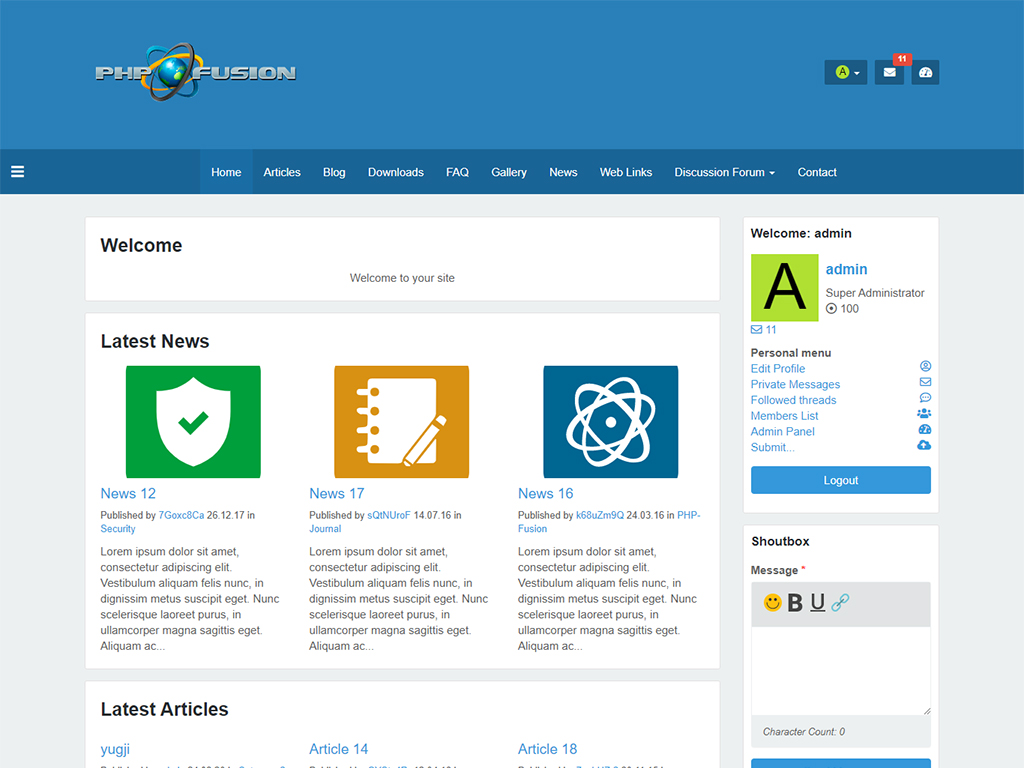 PHP FUSION
A
11
Home Articles Blog Downloads FAQ Gallery News Web Links Discussion Forum Contact
Welcome
Welcome to your site
Latest News
News 12
Published by 7Goxc8Ca 26.12.17 in
Security
Lorem ipsum dolor sit amet,
consectetur adipiscing elit.
Vestibulum aliquam felis nunc, in
dignissim metus suscipit eget. Nunc
scelerisque laoreet purus, in
ullamcorper magna sagittis eget.
Aliquam ac...
News 17
Published by sQtNUroF 14.07.16 in
Journal
Lorem ipsum dolor sit amet,
consectetur adipiscing elit.
Vestibulum aliquam felis nunc, in
dignissim metus suscipit eget. Nunc
scelerisque laoreet purus, in
ullamcorper magna sagittis eget.
Aliquam ac...
News 16
Published by k68uZm9Q 24.03.16 in PHP-
Fusion
Lorem ipsum dolor sit amet,
consectetur adipiscing elit.
Vestibulum aliquam felis nunc, in
dignissim metus suscipit eget. Nunc
scelerisque laoreet purus, in
ullamcorper magna sagittis eget.
Aliquam ac...
Latest Articles
yugji
Article 14
Article 18
Welcome: admin
A
admin
Super Administrator
100
11
Personal menu
Edit Profile
Private Messages
Followed threads
Members List
Admin Panel
Submit...
Logout
Shoutbox
Message *
B U
Character Count: 0